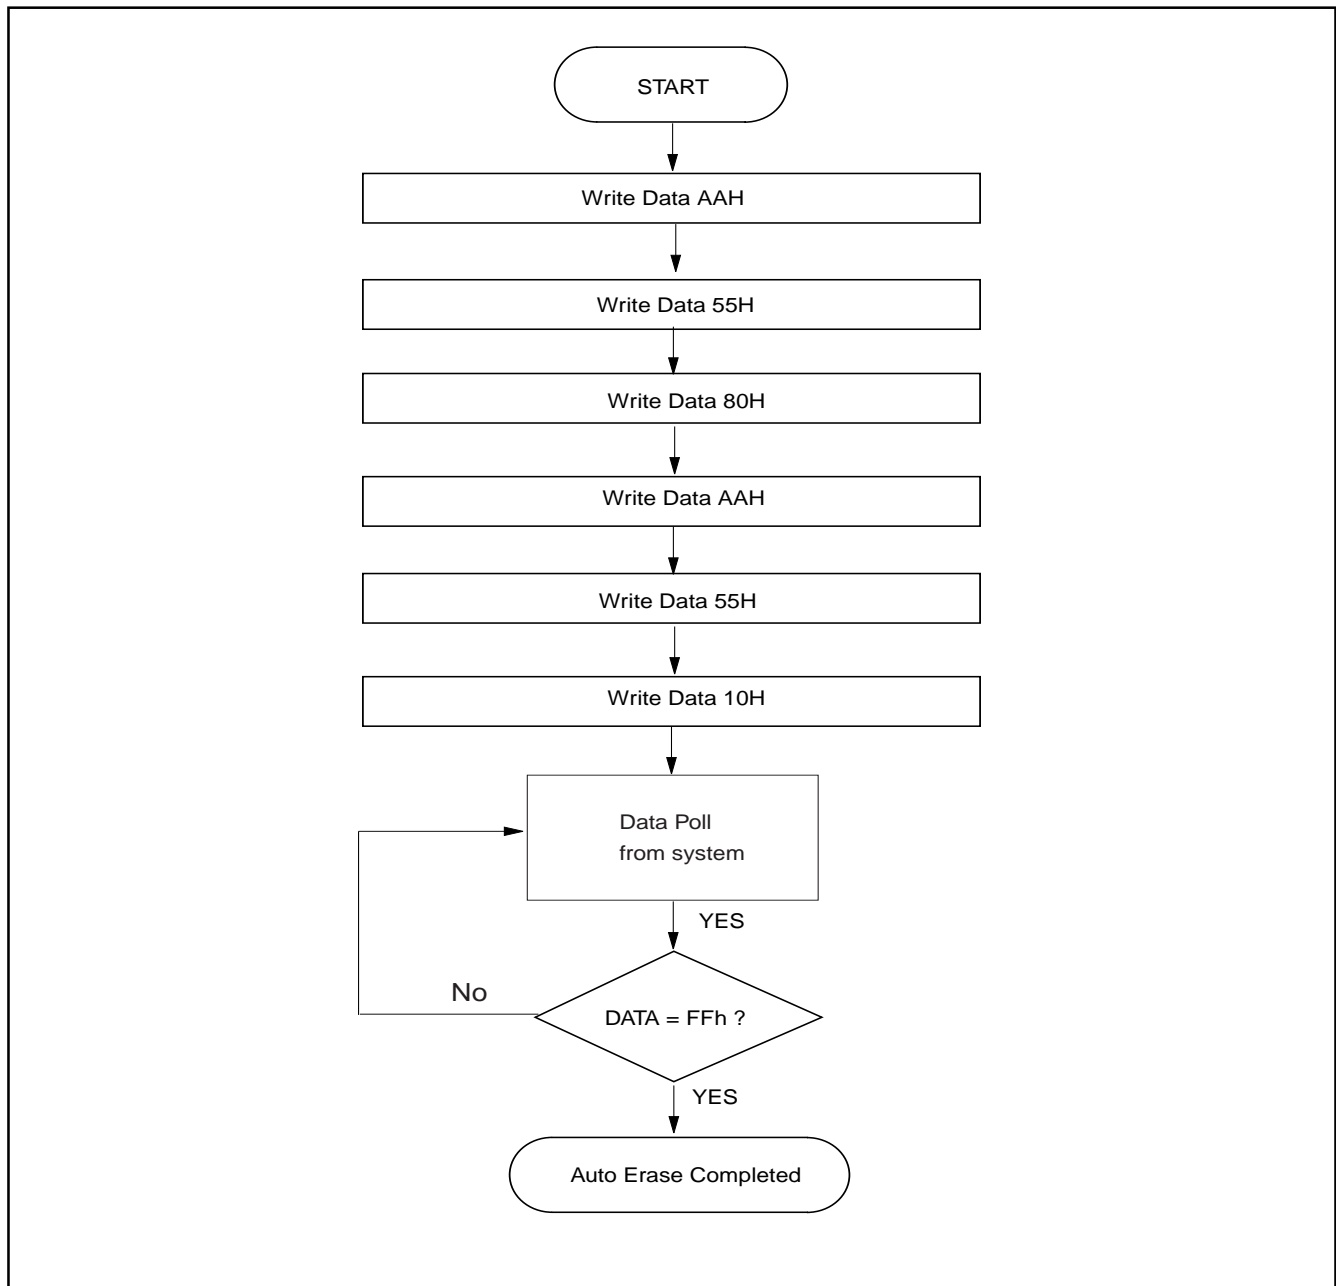 START
Write Data AAH
Write Data 55H
Write Data 80H
Write Data AAH
Write Data 55H
Write Data 10H
Data Poll
from system
YES
No
DATA = FFh ?
YES
Auto Erase Completed